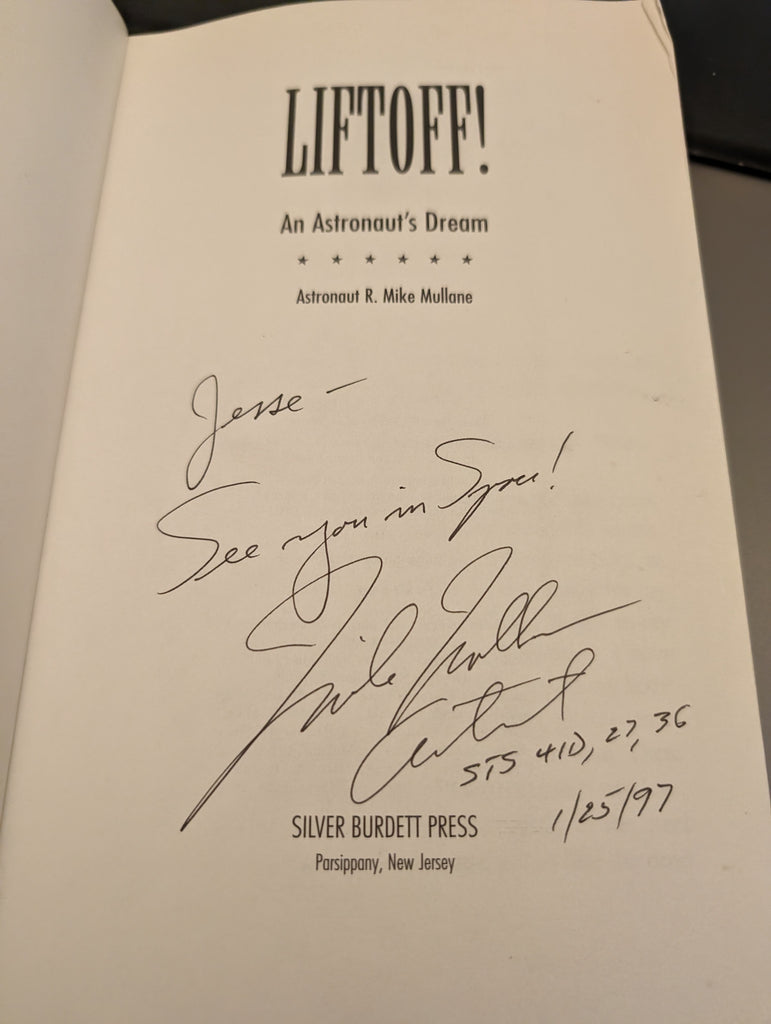 LIFTOFF!
An Astronaut's Dream
★ ★ ★ ★ ★ ★
Astronaut R. Mike Mullane
Jesse –
See you in Space!
Mike Mullane
Astronaut
STS 41D, 27, 36
1/25/97
SILVER BURDETT PRESS
Parsippany, New Jersey